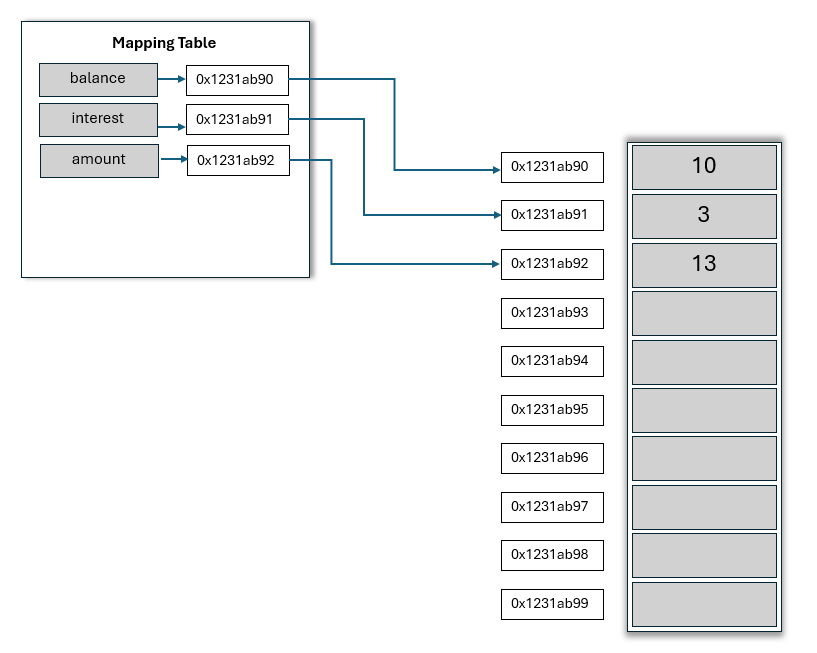 Mapping Table
balance 0x1231ab90
interest 0x1231ab91
amount 0x1231ab92
0x1231ab90 10
0x1231ab91 3
0x1231ab92 13
0x1231ab93
0x1231ab94
0x1231ab95
0x1231ab96
0x1231ab97
0x1231ab98
0x1231ab99